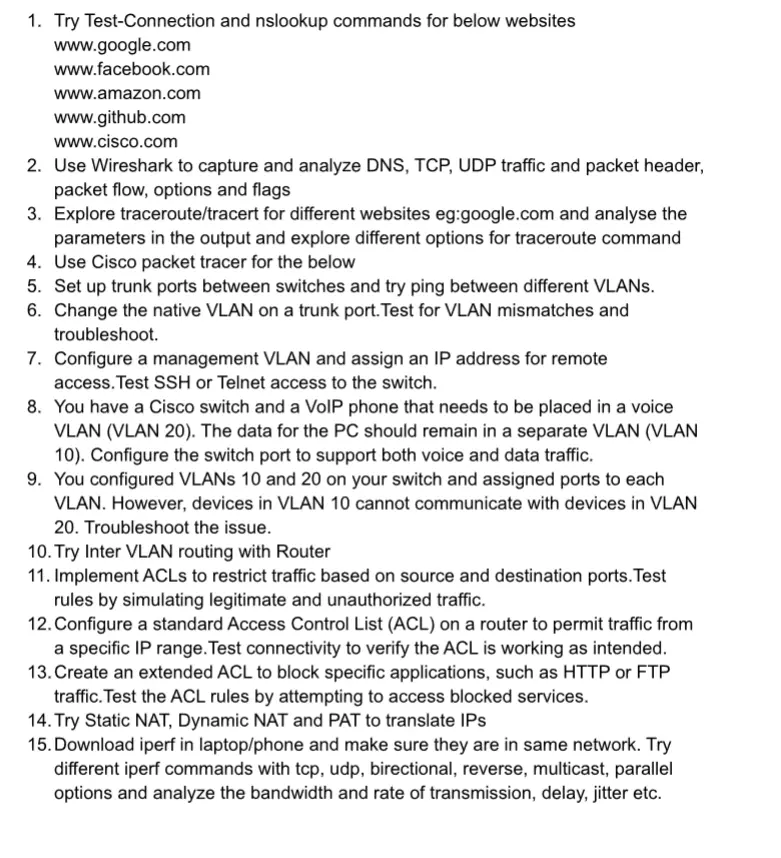 1. Try Test-Connection and nslookup commands for below websites
www.google.com
www.facebook.com
www.amazon.com
www.github.com
www.cisco.com
2. Use Wireshark to capture and analyze DNS, TCP, UDP traffic and packet header,
packet flow, options and flags
3. Explore traceroute/tracert for different websites eg:google.com and analyse the
parameters in the output and explore different options for traceroute command
4. Use Cisco packet tracer for the below
5. Set up trunk ports between switches and try ping between different VLANs.
6. Change the native VLAN on a trunk port.Test for VLAN mismatches and
troubleshoot.
7. Configure a management VLAN and assign an IP address for remote
access.Test SSH or Telnet access to the switch.
8. You have a Cisco switch and a VoIP phone that needs to be placed in a voice
VLAN (VLAN 20). The data for the PC should remain in a separate VLAN (VLAN
10). Configure the switch port to support both voice and data traffic.
9. You configured VLANs 10 and 20 on your switch and assigned ports to each
VLAN. However, devices in VLAN 10 cannot communicate with devices in VLAN
20. Troubleshoot the issue.
10. Try Inter VLAN routing with Router
11. Implement ACLs to restrict traffic based on source and destination ports.Test
rules by simulating legitimate and unauthorized traffic.
12. Configure a standard Access Control List (ACL) on a router to permit traffic from
a specific IP range.Test connectivity to verify the ACL is working as intended.
13. Create an extended ACL to block specific applications, such as HTTP or FTP
traffic.Test the ACL rules by attempting to access blocked services.
14. Try Static NAT, Dynamic NAT and PAT to translate IPs
15. Download iperf in laptop/phone and make sure they are in same network. Try
different iperf commands with tcp, udp, birectional, reverse, multicast, parallel
options and analyze the bandwidth and rate of transmission, delay, jitter etc.